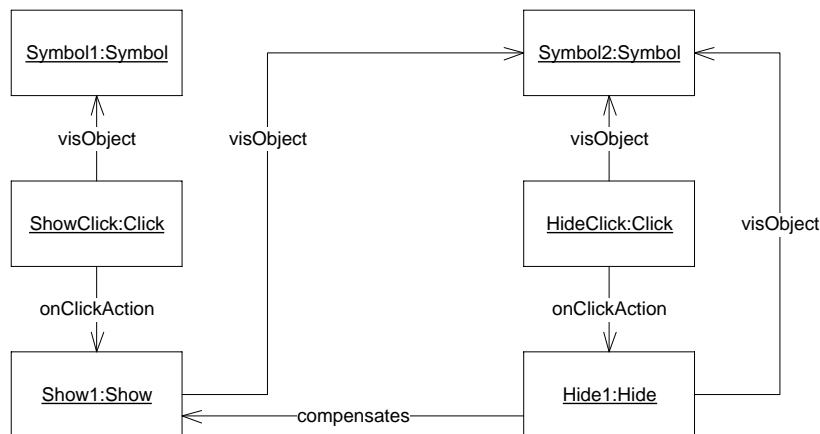 Symbol1:Symbol
Symbol2:Symbol
visObject
visObject
visObject
ShowClick:Click
HideClick:Click
visObject
onClickAction
onClickAction
Show1:Show
Hide1:Hide
compensates